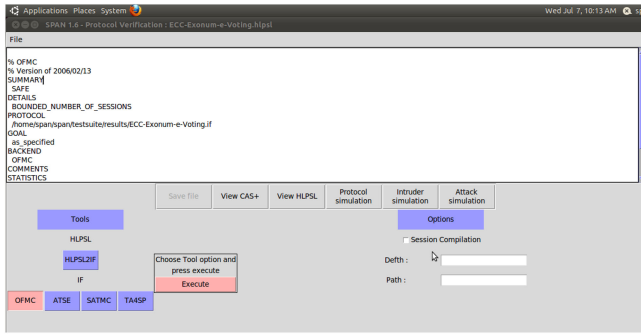 Applications Places System Wed Jul 7, 10:13 AM
SPAN 1.6 - Protocol Verification : ECC-Exonum-e-Voting.hlpsl
File
% OFMC
% Version of 2006/02/13
SUMMARY
SAFE
DETAILS
BOUNDED_NUMBER_OF_SESSIONS
PROTOCOL
/home/span/span/testsuite/results/ECC-Exonum-e-Voting.if
GOAL
as_specified
BACKEND
OFMC
COMMENTS
STATISTICS
Save file View CAS+ View HLPSL Protocol simulation Intruder simulation Attack simulation
Tools Options
HLPSL Session Compilation
HLPSL2IF Choose Tool option and press execute Defth :
IF Execute Path :
OFMC ATSE SATMC TA4SP